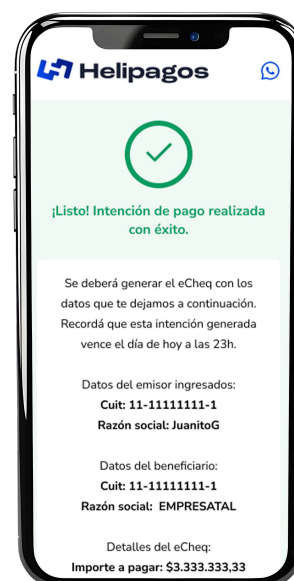 Helipagos
¡Listo! Intención de pago realizada
con éxito.
Se deberá generar el eCheq con los
datos que te dejamos a continuación.
Recordá que esta intención generada
vence el día de hoy a las 23h.
Datos del emisor ingresados:
Cuit: 11-11111111-1
Razón social: JuanitoG
Datos del beneficiario:
Cuit: 11-11111111-1
Razón social: EMPRESATAL
Detalles del eCheq:
Importe a pagar: $3.333.333,33